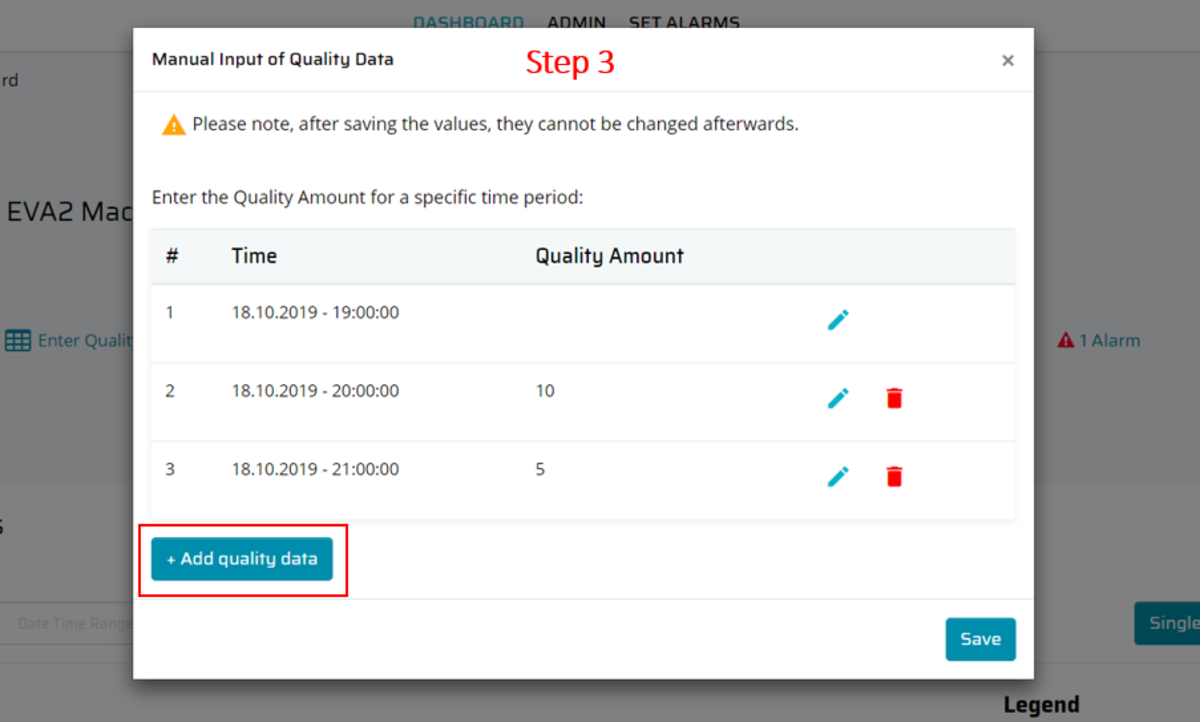 DASHBOARD ADMIN SET ALARMS
Manual Input of Quality Data
Step 3
×
rd
Please note, after saving the values, they cannot be changed afterwards.
Enter the Quality Amount for a specific time period:
EVA2 Mac
# Time Quality Amount
1 18.10.2019 - 19:00:00
Enter Qualit
1 Alarm
2 18.10.2019 - 20:00:00 10
3 18.10.2019 - 21:00:00 5
+ Add quality data
Date Time Range
Single
Save
Legend